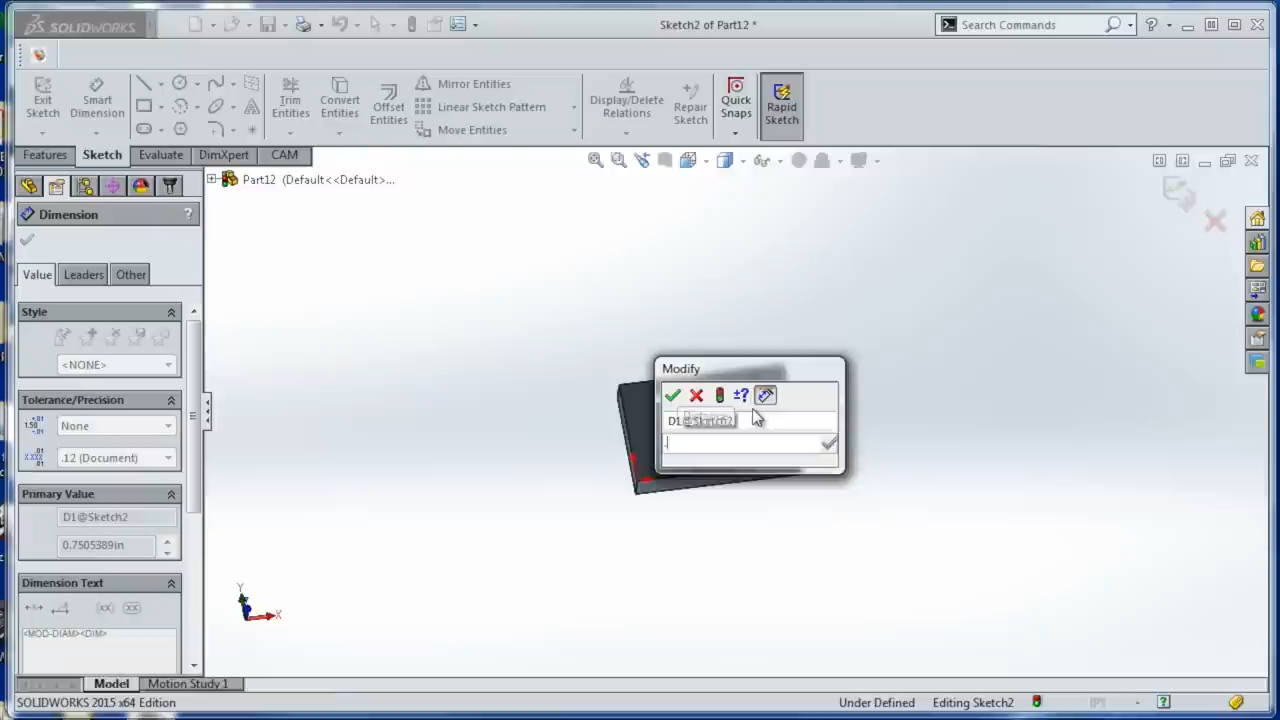 SOLIDWORKS
Sketch2 of Part12 *
Search Commands
Exit Sketch
Smart Dimension
Trim Entities
Convert Entities
Offset Entities
Mirror Entities
Linear Sketch Pattern
Move Entities
Display/Delete Relations
Repair Sketch
Quick Snaps
Rapid Sketch
Features
Sketch
Evaluate
DimXpert
CAM
Part12 (Default<<Default>...
Dimension
?
Value
Leaders
Other
Style
<NONE>
Tolerance/Precision
None
.12 (Document)
Primary Value
D1@Sketch2
0.7505389in
Dimension Text
<MOD-DIAM><DIM>
Modify
D1@Sketch2
.
Y
X
Model
Motion Study 1
SOLIDWORKS 2015 x64 Edition
Under Defined
Editing Sketch2